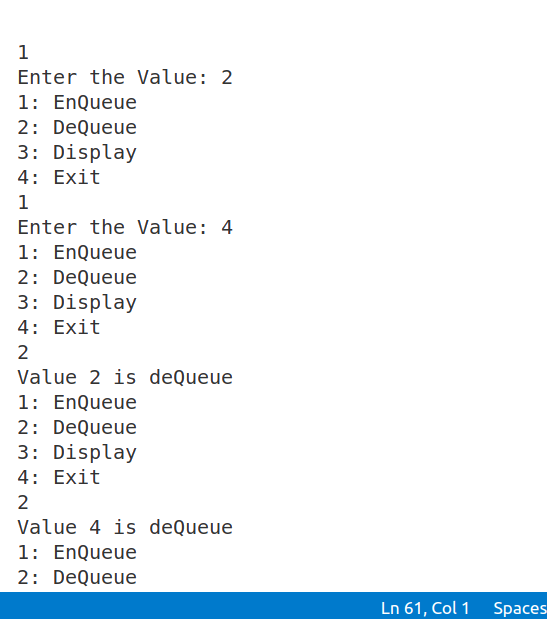 1
Enter the Value: 2
1: EnQueue
2: DeQueue
3: Display
4: Exit
1
Enter the Value: 4
1: EnQueue
2: DeQueue
3: Display
4: Exit
2
Value 2 is deQueue
1: EnQueue
2: DeQueue
3: Display
4: Exit
2
Value 4 is deQueue
1: EnQueue
2: DeQueue
Ln 61, Col 1 Spaces